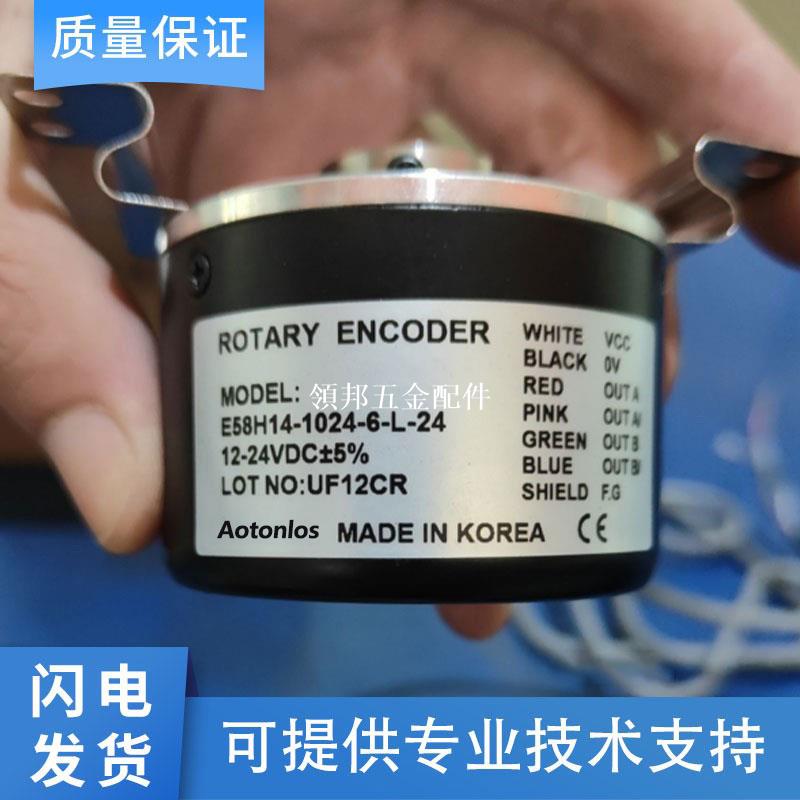 质量保证
ROTARY ENCODER
MODEL:
E58H14-1024-6-L-24
12-24VDC±5%
LOT NO:UF12CR
WHITE VCC
BLACK 0V
RED OUT A
PINK OUT A/
GREEN OUT B
BLUE OUT B/
SHIELD F.G
Aotonlos MADE IN KOREA CE
領邦五金配件
闪电
发货
可提供专业技术支持